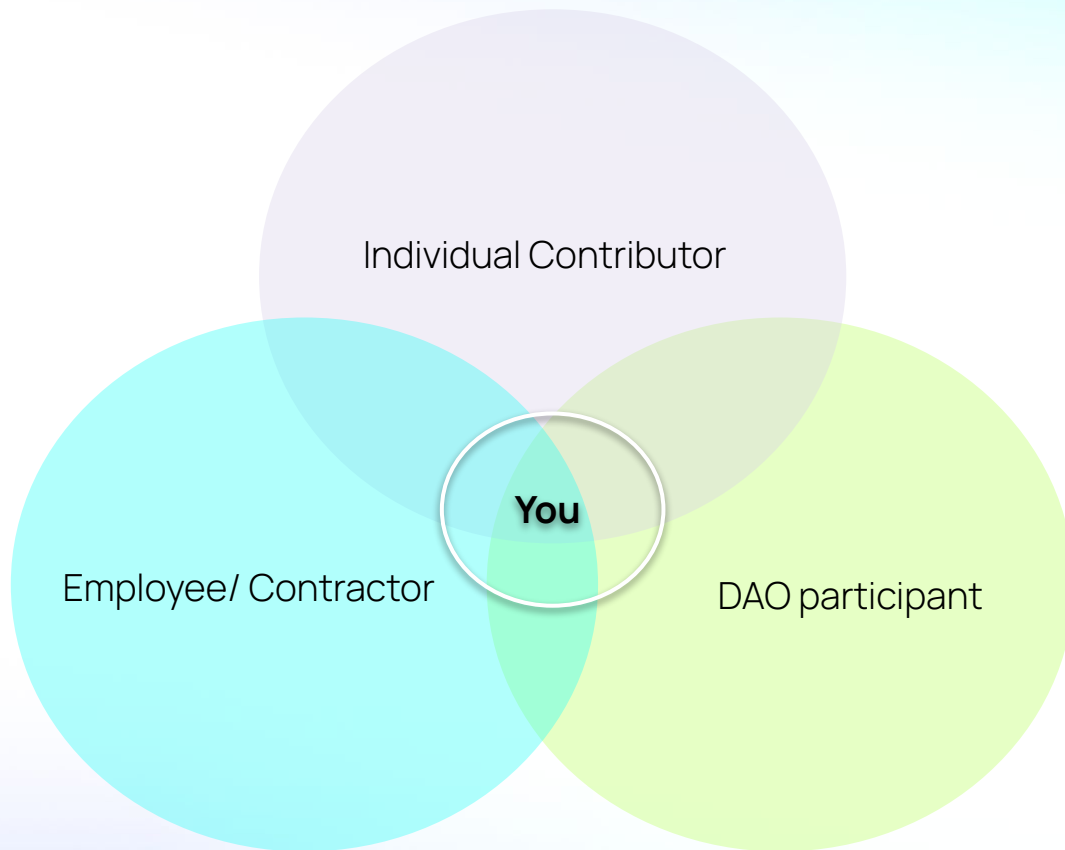 Individual Contributor
You
Employee/ Contractor
DAO participant